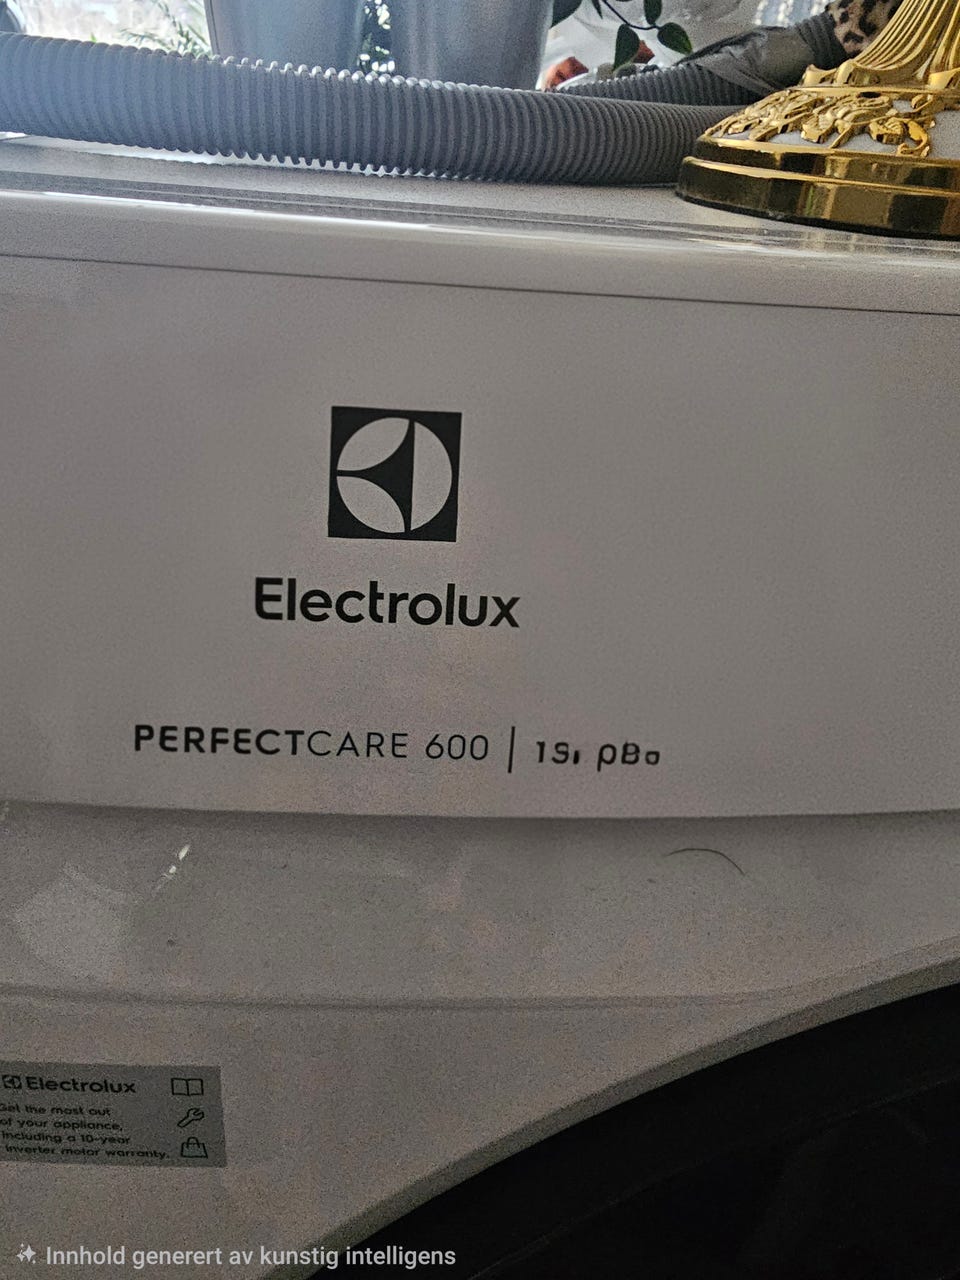 Electrolux
PERFECTCARE 600 |
Electrolux
Get the most out
of your appliance,
including a 10-year
inverter motor warranty.
Innhold generert av kunstig intelligens